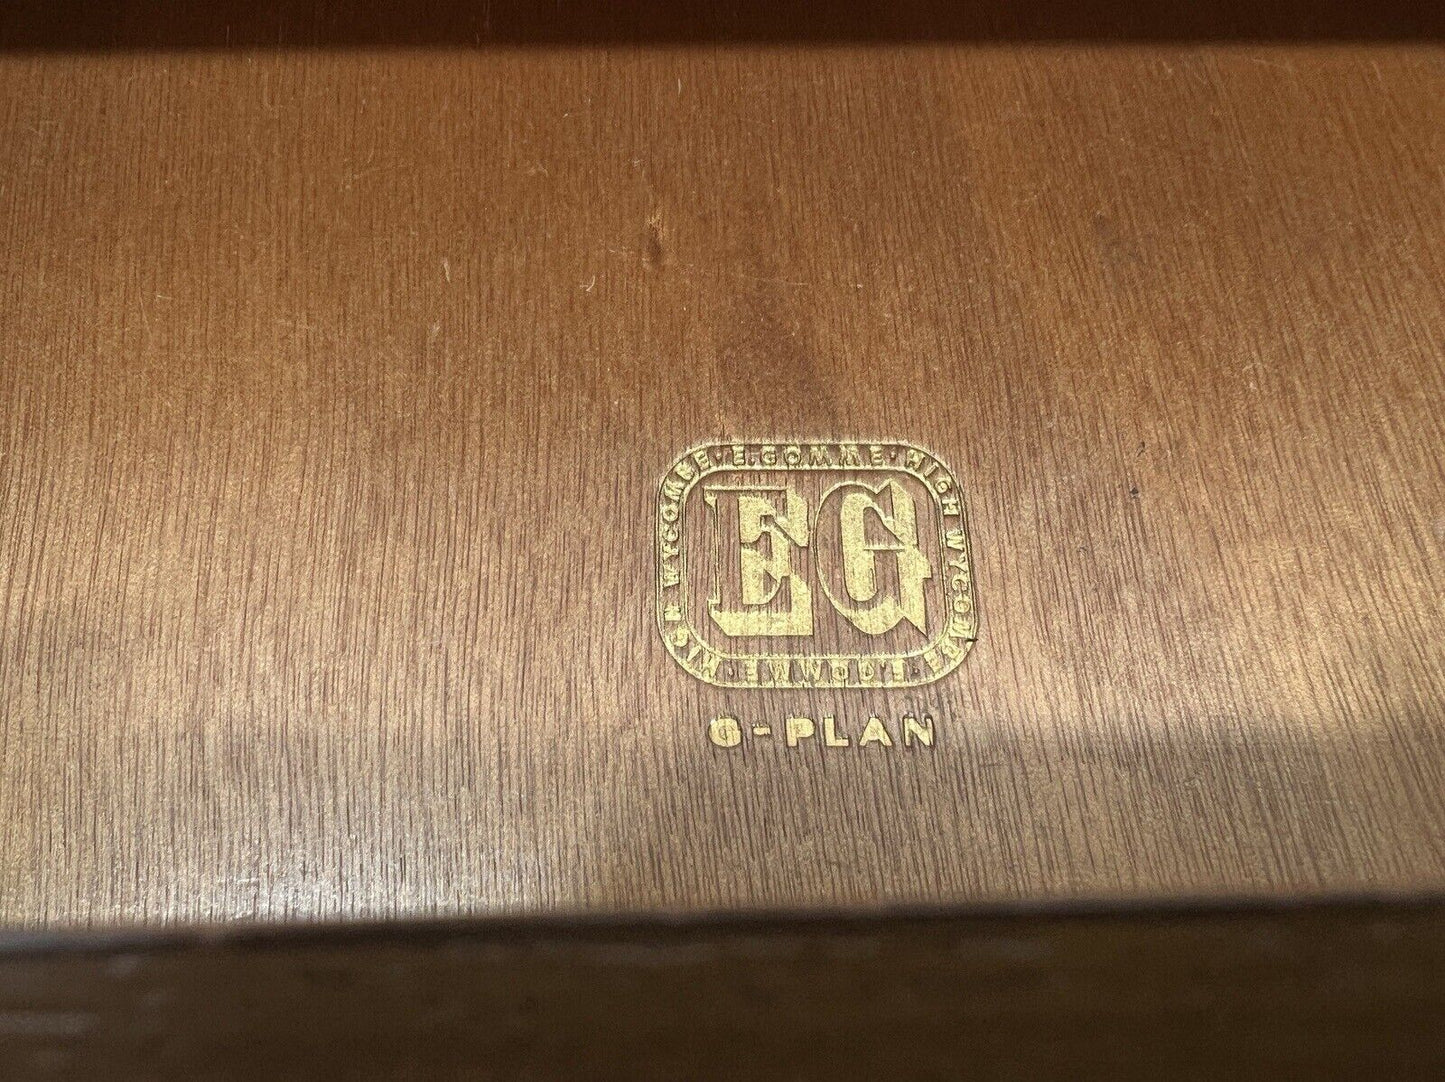 E.GOMME · HIGH WYCOMBE · E.GOMME · HIGH WYCOMBE ·
EG
G-PLAN